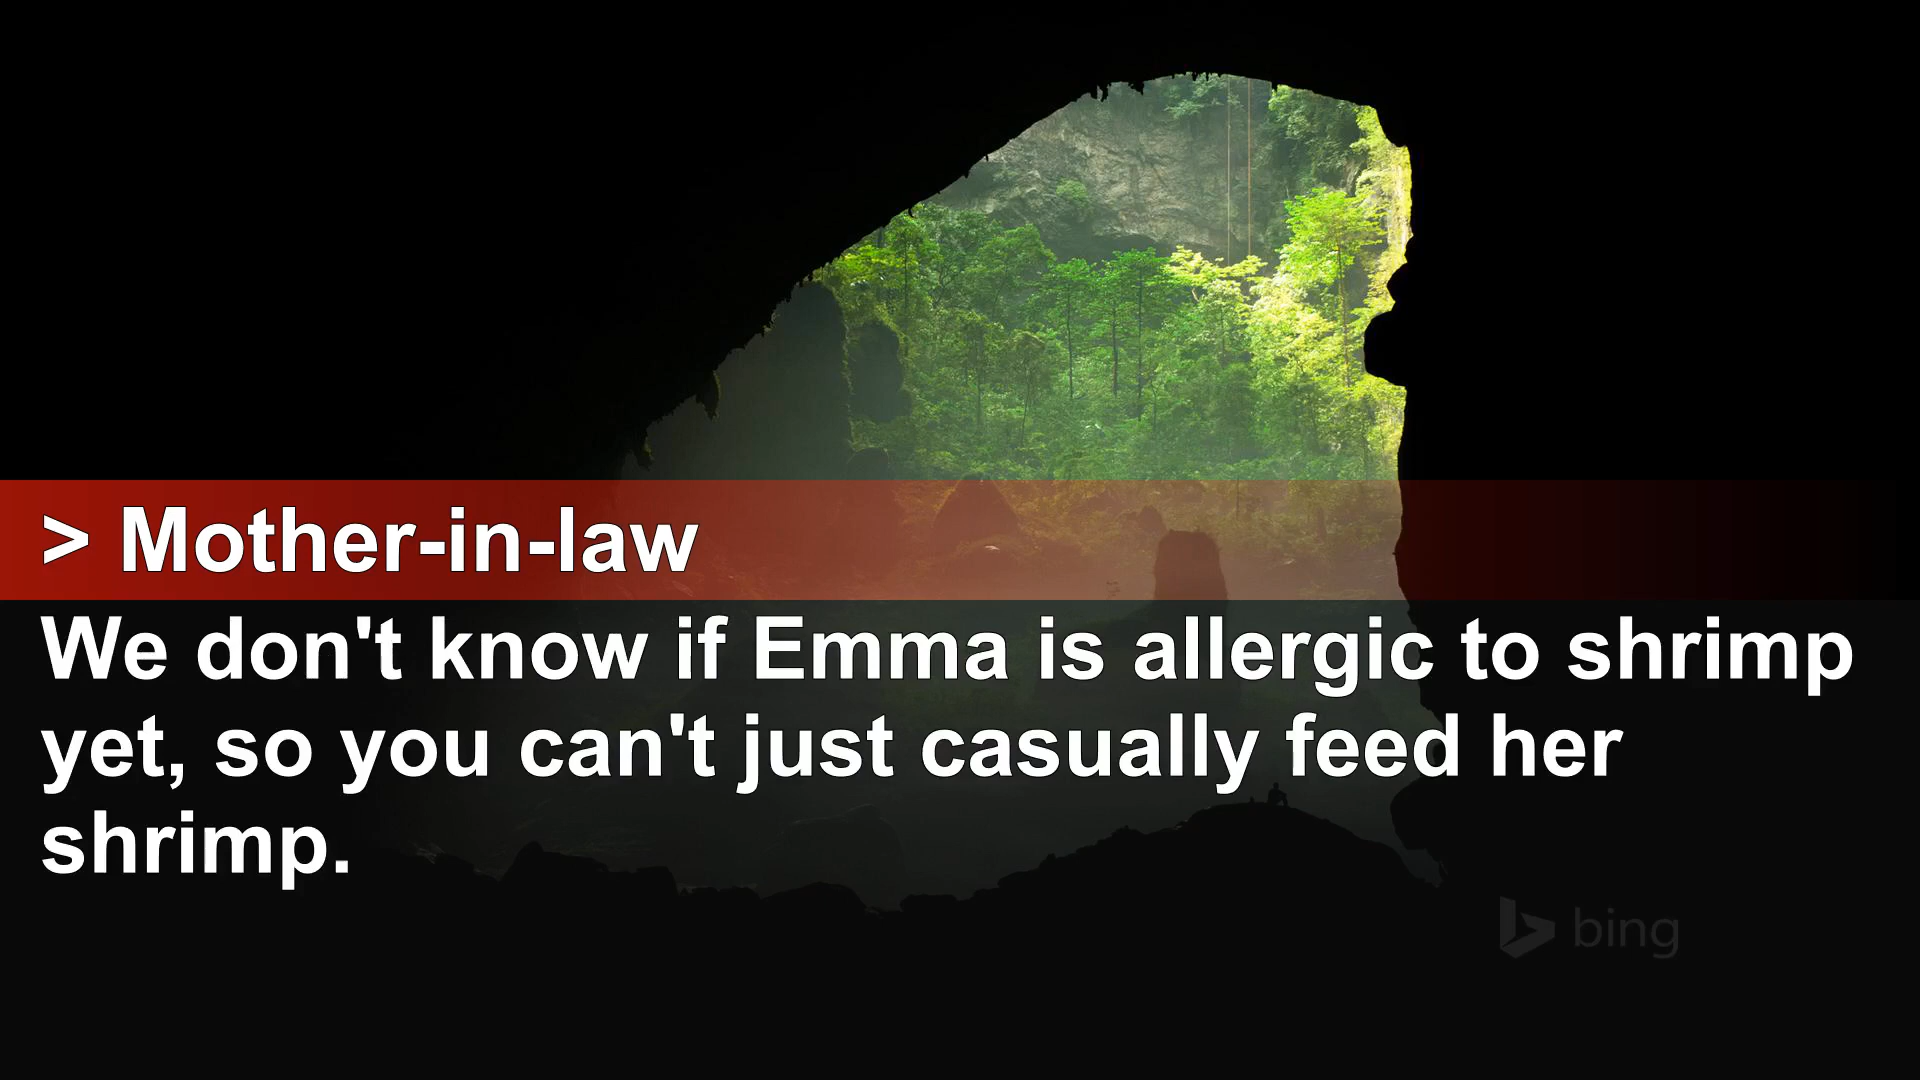 > Mother-in-law
We don't know if Emma is allergic to shrimp
yet, so you can't just casually feed her
shrimp.
bing